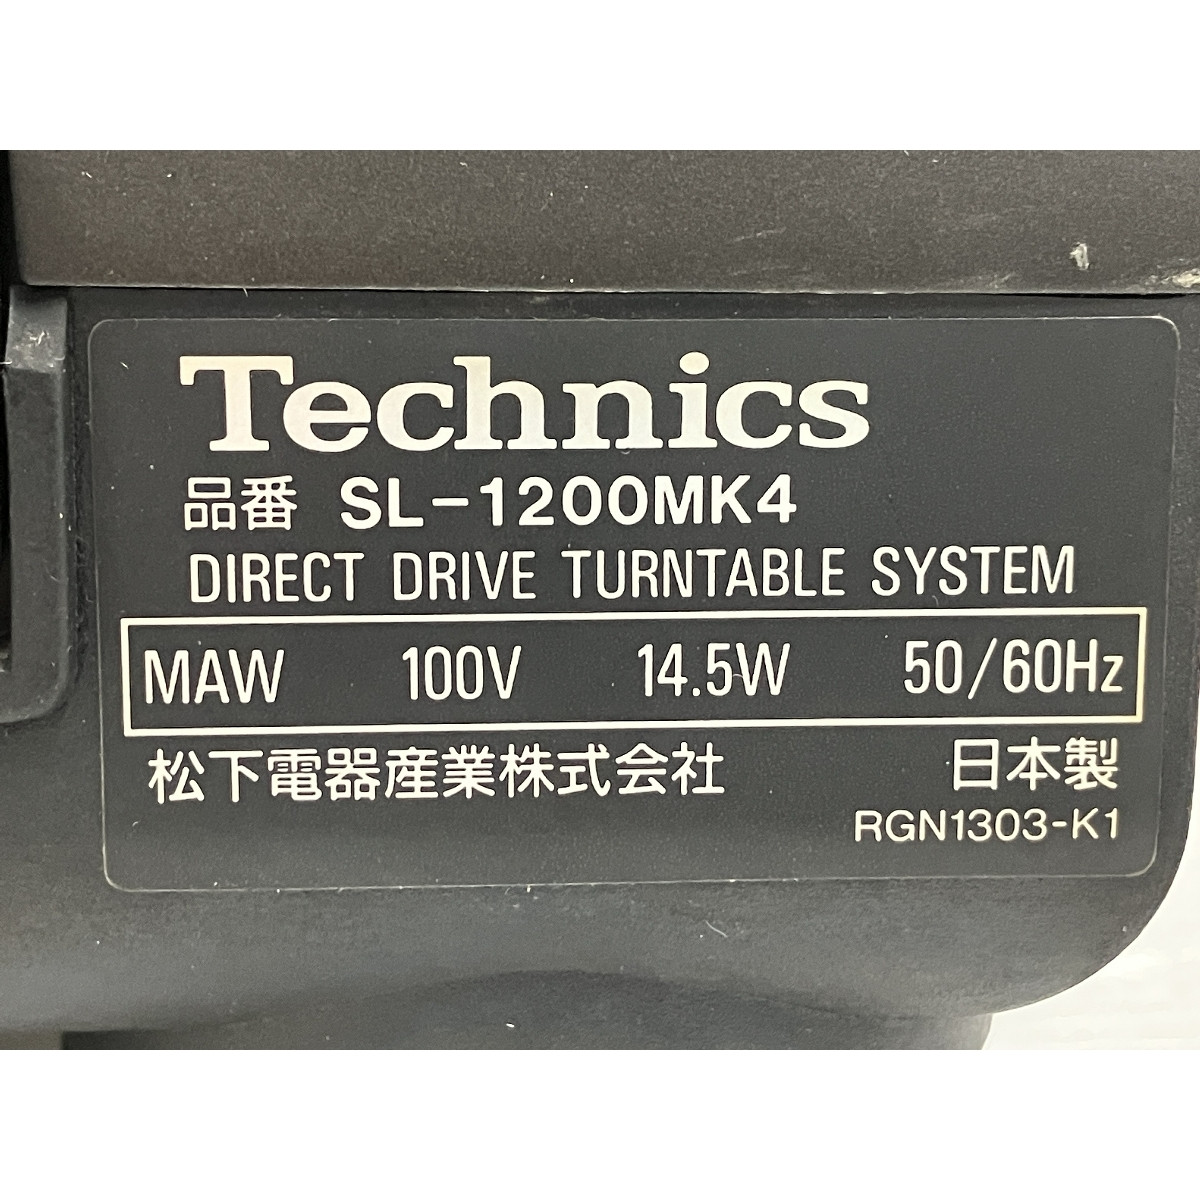 Technics
品番 SL-1200MK4
DIRECT DRIVE TURNTABLE SYSTEM
MAW 100V 14.5W 50/60Hz
松下電器産業株式会社 日本製
RGN1303-K1